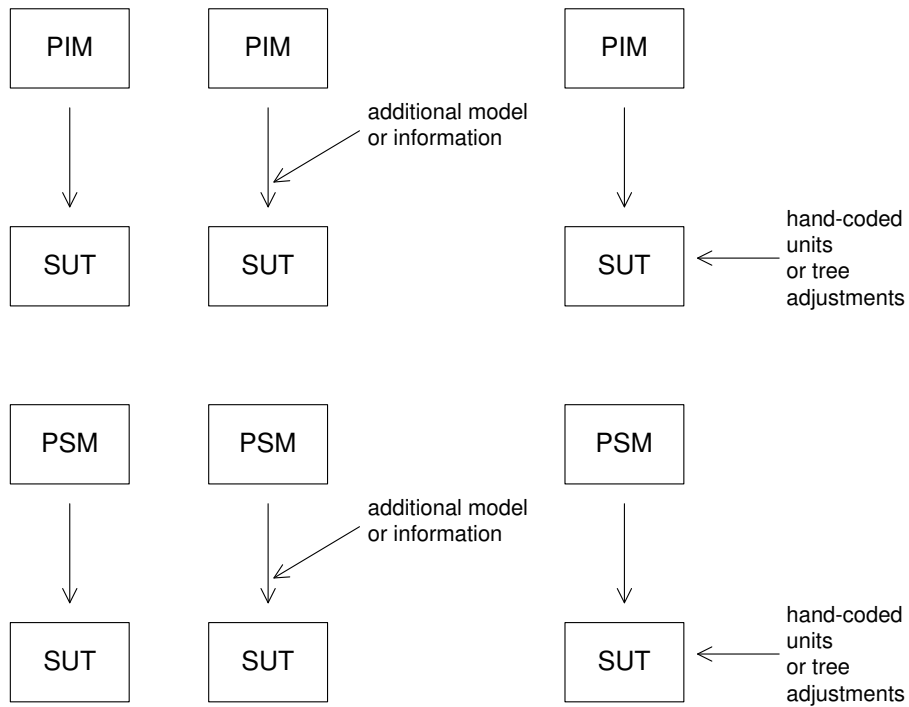 PIM
PIM
PIM
additional model
or information
hand-coded
units
or tree
adjustments
SUT
SUT
SUT
PSM
PSM
PSM
additional model
or information
hand-coded
units
or tree
adjustments
SUT
SUT
SUT